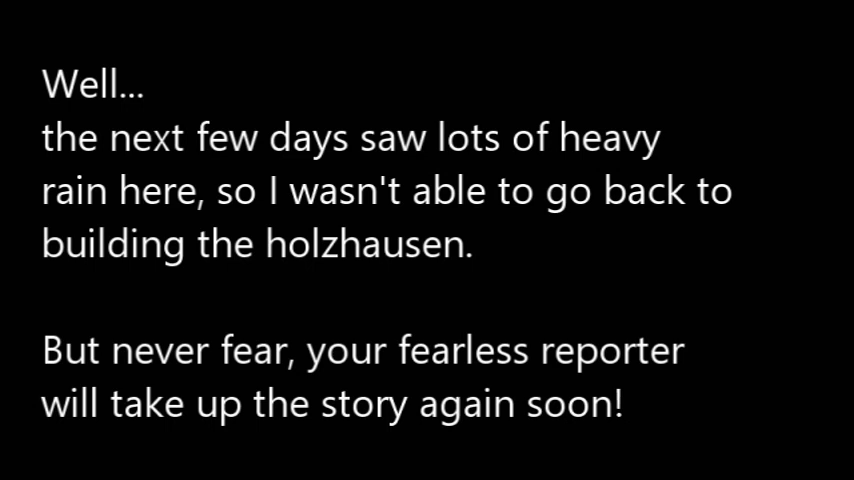 Well...
the next few days saw lots of heavy
rain here, so I wasn't able to go back to
building the holzhausen.
But never fear, your fearless reporter
will take up the story again soon!